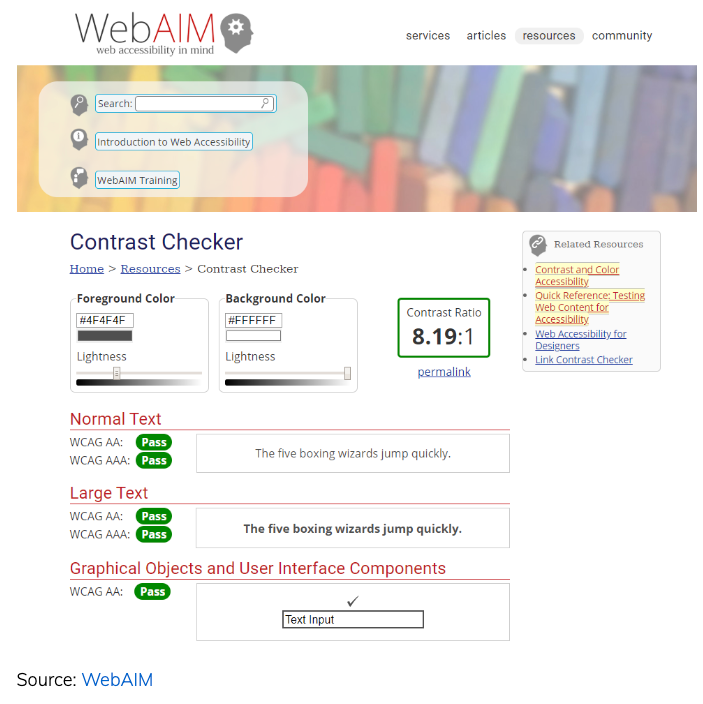 WebAIM
web accessibility in mind
services articles resources community
Search:
Introduction to Web Accessibility
WebAIM Training
Contrast Checker
Home > Resources > Contrast Checker
Foreground Color
#4F4F4F
Lightness
Background Color
#FFFFFF
Lightness
Contrast Ratio
8.19:1
permalink
Related Resources
Contrast and Color
Accessibility
Quick Reference: Testing
Web Content for
Accessibility
Web Accessibility for
Designers
Link Contrast Checker
Normal Text
WCAG AA: Pass
WCAG AAA: Pass
The five boxing wizards jump quickly.
Large Text
WCAG AA: Pass
WCAG AAA: Pass
The five boxing wizards jump quickly.
Graphical Objects and User Interface Components
WCAG AA: Pass
Text Input
Source: WebAIM